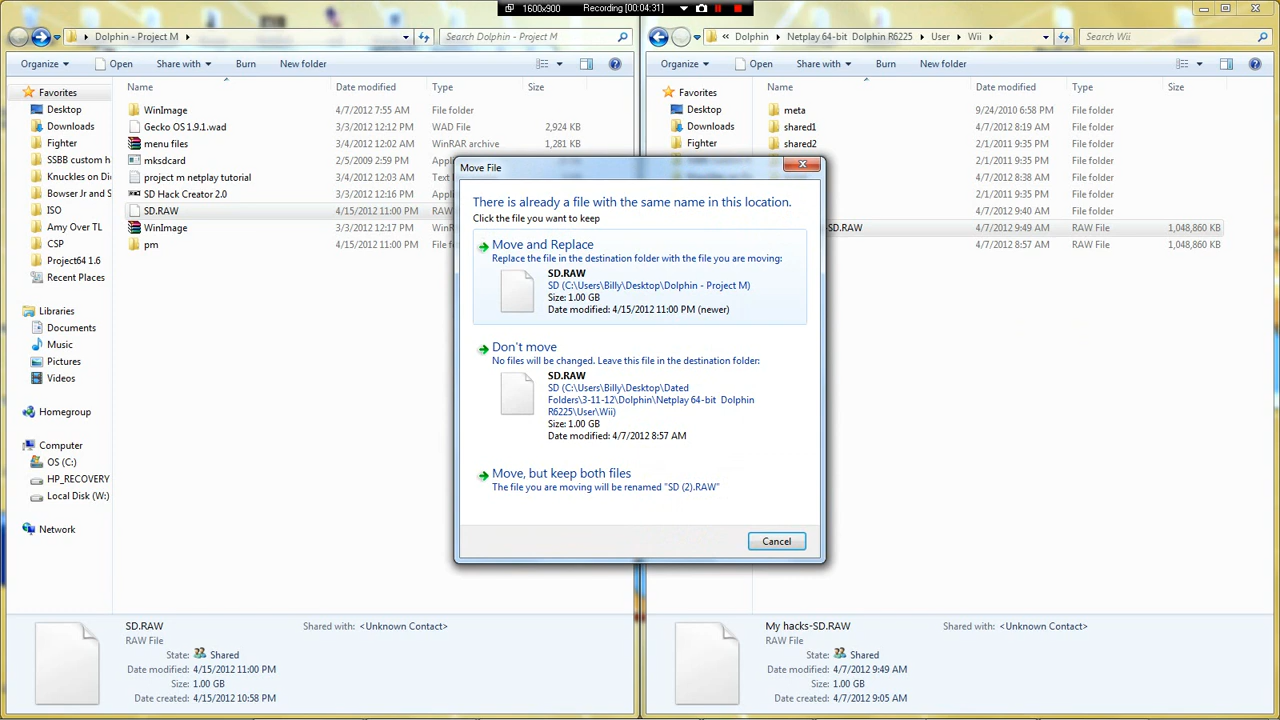 1600x900 Recording [00:04:31]
Dolphin - Project M
Search Dolphin - Project M
Organize Open Share with Burn New folder
Name Date modified Type Size
Favorites
Desktop
Downloads
Fighter
SSBB custom h
Knuckles on Di
Bowser Jr and S
ISO
Amy Over TL
CSP
Project64 1.6
Recent Places
Libraries
Documents
Music
Pictures
Videos
Homegroup
Computer
OS (C:)
HP_RECOVERY
Local Disk (W:)
Network
WinImage 4/7/2012 7:55 AM File folder
Gecko OS 1.9.1.wad 3/3/2012 12:12 PM WAD File 2,924 KB
menu files 3/4/2012 12:02 AM WinRAR archive 1,281 KB
mksdcard 2/5/2009 2:59 PM
project m netplay tutorial 3/4/2012 12:03 AM Text
SD Hack Creator 2.0 3/3/2012 12:16 PM
SD.RAW 4/15/2012 11:00 PM RAW
WinImage 3/3/2012 12:17 PM WinR
pm 4/15/2012 11:00 PM File f
SD.RAW Shared with: <Unknown Contact>
RAW File
State: Shared
Date modified: 4/15/2012 11:00 PM
Size: 1.00 GB
Date created: 4/15/2012 10:58 PM
« Dolphin Netplay 64-bit Dolphin R6225 User Wii
Search Wii
Organize Open Share with Burn New folder
Name Date modified Type Size
Favorites
Desktop
Downloads
Fighter
meta 9/24/2010 6:58 PM File folder
shared1 4/7/2012 8:19 AM File folder
shared2 2/1/2011 9:35 PM File folder
2/1/2011 9:35 PM File folder
4/7/2012 8:38 AM File folder
2/1/2011 9:35 PM File folder
4/7/2012 9:40 AM File folder
-SD.RAW 4/7/2012 9:49 AM RAW File 1,048,860 KB
4/7/2012 8:57 AM RAW File 1,048,860 KB
My hacks-SD.RAW Shared with: <Unknown Contact>
RAW File
State: Shared
Date modified: 4/7/2012 9:49 AM
Size: 1.00 GB
Date created: 4/7/2012 9:05 AM
Move File
There is already a file with the same name in this location.
Click the file you want to keep
Move and Replace
Replace the file in the destination folder with the file you are moving:
SD.RAW
SD (C:\Users\Billy\Desktop\Dolphin - Project M)
Size: 1.00 GB
Date modified: 4/15/2012 11:00 PM (newer)
Don't move
No files will be changed. Leave this file in the destination folder:
SD.RAW
SD (C:\Users\Billy\Desktop\Dated
Folders\3-11-12\Dolphin\Netplay 64-bit Dolphin
R6225\User\Wii)
Size: 1.00 GB
Date modified: 4/7/2012 8:57 AM
Move, but keep both files
The file you are moving will be renamed "SD (2).RAW"
Cancel